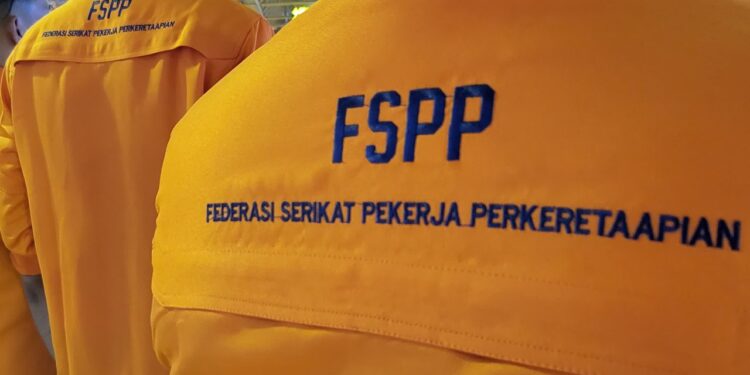 FSPP
FEDERASI SERIKAT PEKERJA PERKERETAAPIAN
FSPP
FEDERASI SERIKAT PEKERJA PERKERETAAPIAN